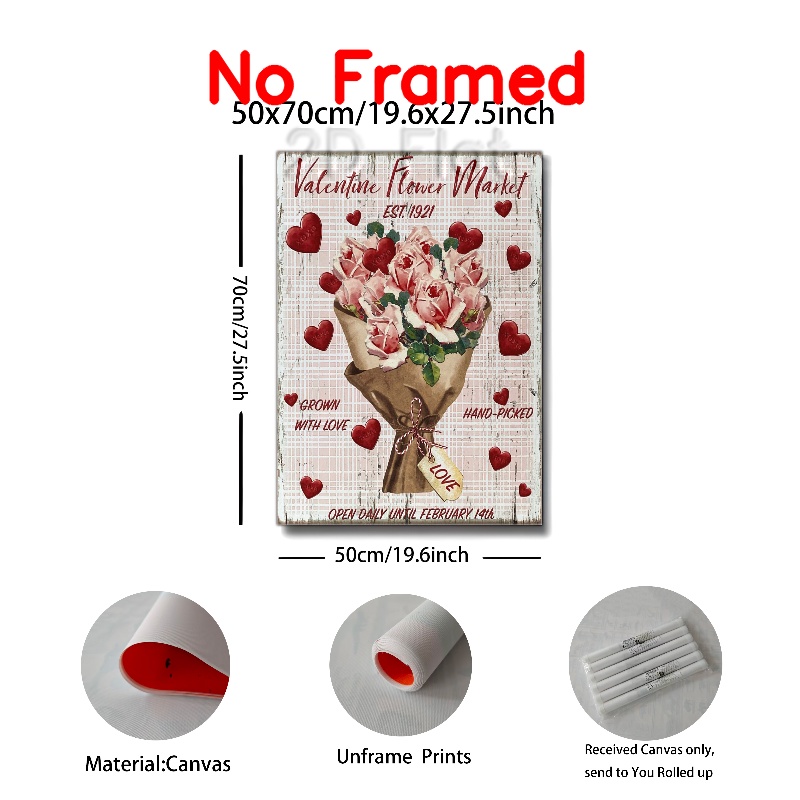 No Framed
50x70cm/19.6x27.5inch
2D Flat
Valentine Flower Market
EST. 1921
70cm/27.5inch
GROWN
WITH LOVE
HAND-PICKED
LOVE
OPEN DAILY UNTIL FEBRUARY 14th
50cm/19.6inch
Material:Canvas
Unframe Prints
Received Canvas only,
send to You Rolled up